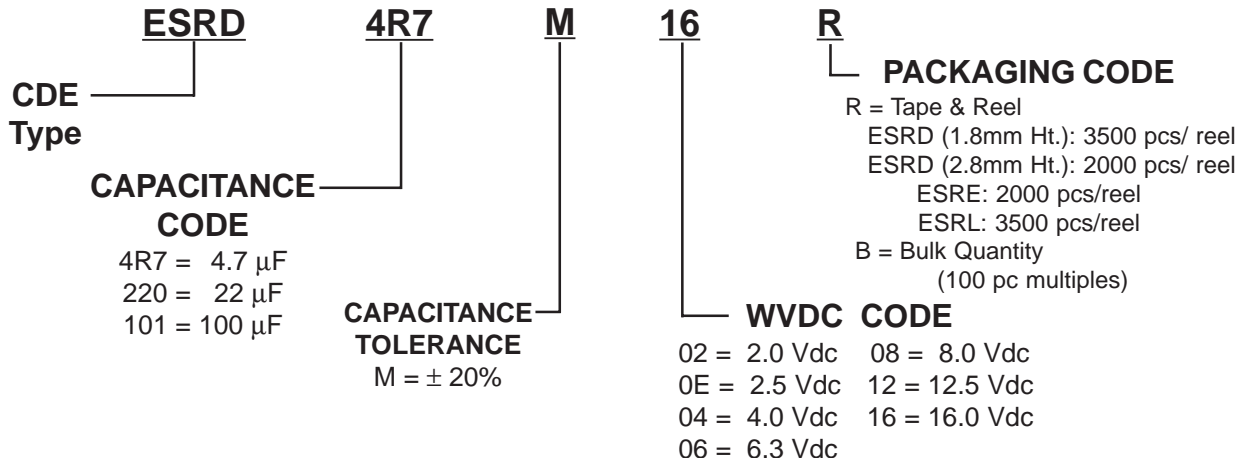 ESRD 4R7 M 16 R
CDE
Type
CAPACITANCE
CODE
4R7 = 4.7 μF
220 = 22 μF
101 = 100 μF
CAPACITANCE
TOLERANCE
M = ± 20%
WVDC CODE
02 = 2.0 Vdc 08 = 8.0 Vdc
0E = 2.5 Vdc 12 = 12.5 Vdc
04 = 4.0 Vdc 16 = 16.0 Vdc
06 = 6.3 Vdc
PACKAGING CODE
R = Tape & Reel
ESRD (1.8mm Ht.): 3500 pcs/ reel
ESRD (2.8mm Ht.): 2000 pcs/ reel
ESRE: 2000 pcs/reel
ESRL: 3500 pcs/reel
B = Bulk Quantity
(100 pc multiples)